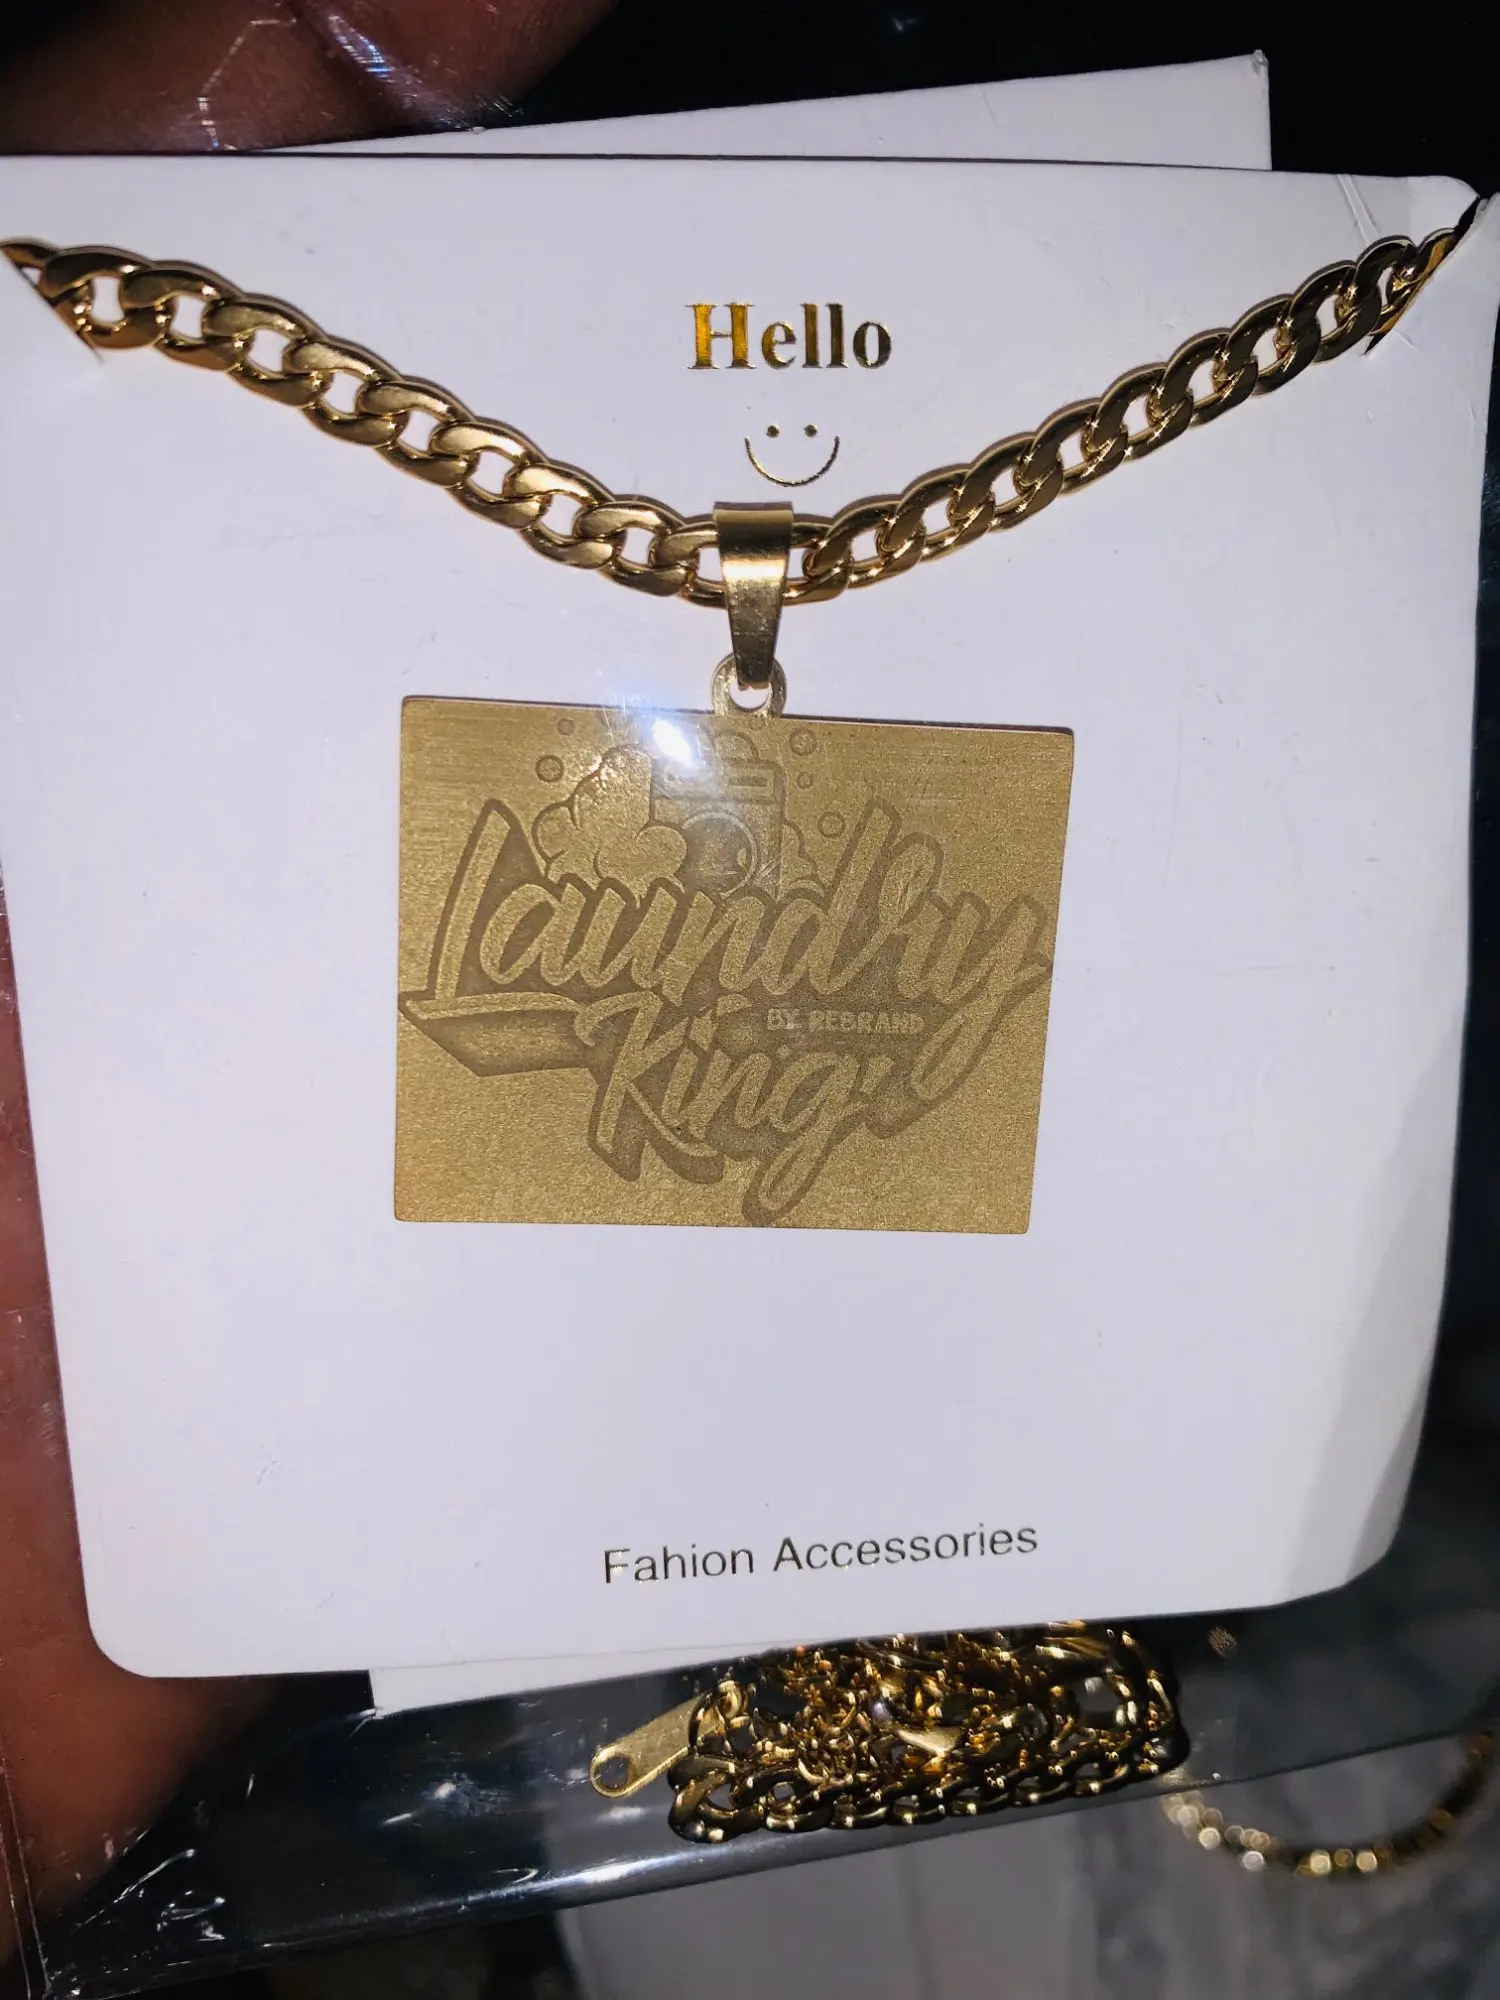 Hello
Laundry
BY REBRAND
King
Fahion Accessories